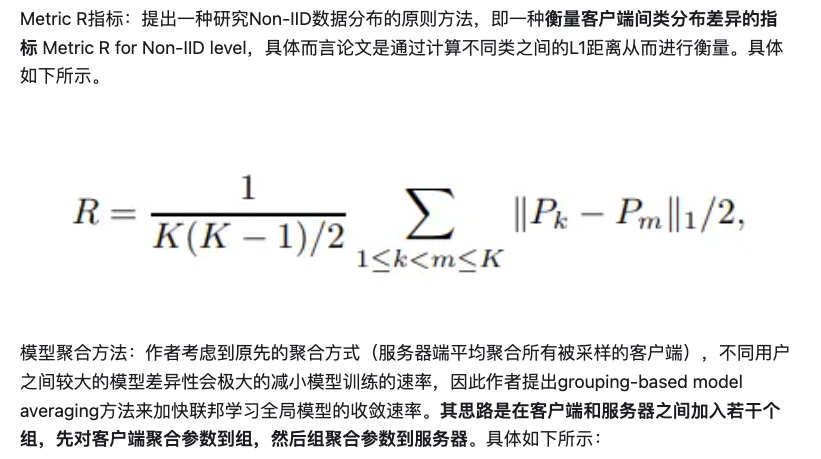 Metric R指标：提出一种研究Non-IID数据分布的原则方法，即一种衡量客户端间类分布差异的指
标 Metric R for Non-IID level，具体而言论文是通过计算不同类之间的L1距离从而进行衡量。具体
如下所示。
R = \frac{1}{K(K − 1)/2} \sum_{1≤k<m≤K} ‖P_k − P_m‖_1/2,
模型聚合方法：作者考虑到原先的聚合方式（服务器端平均聚合所有被采样的客户端），不同用户
之间较大的模型差异性会极大的减小模型训练的速率，因此作者提出grouping-based model
averaging方法来加快联邦学习全局模型的收敛速率。其思路是在客户端和服务器之间加入若干个
组，先对客户端聚合参数到组，然后组聚合参数到服务器。具体如下所示：